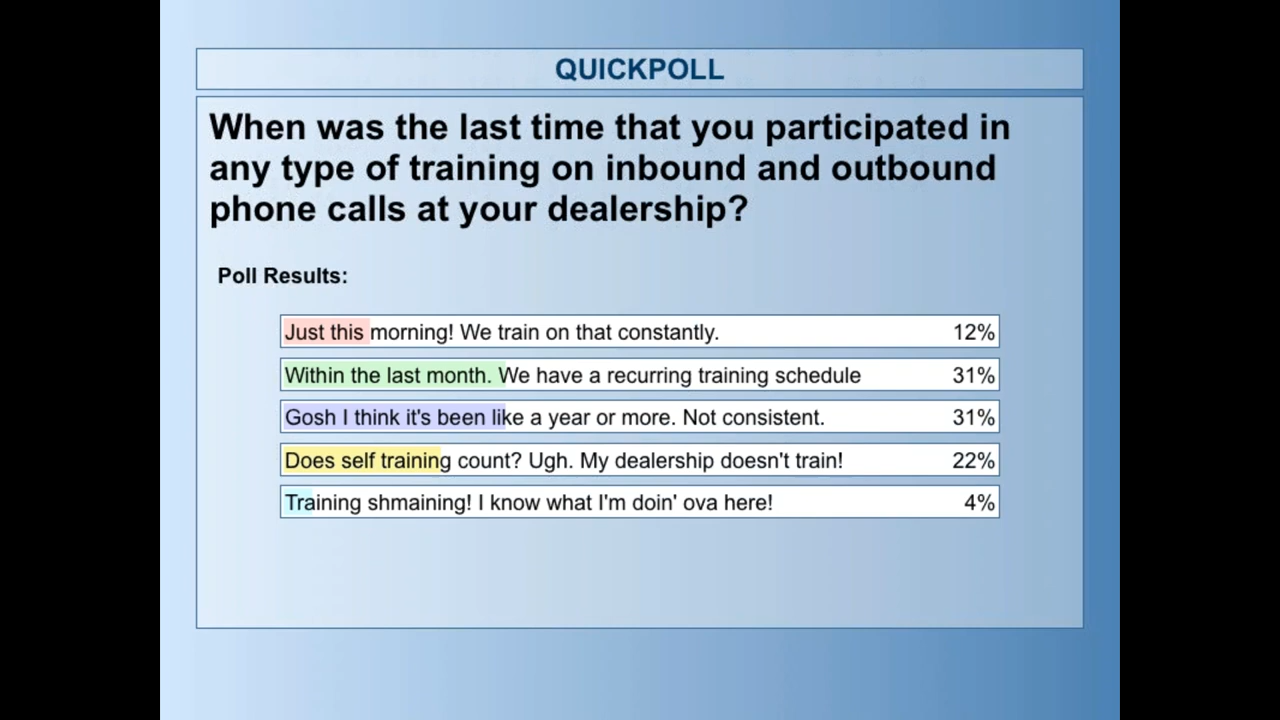 QUICKPOLL
When was the last time that you participated in
any type of training on inbound and outbound
phone calls at your dealership?
Poll Results:
Just this morning! We train on that constantly. 12%
Within the last month. We have a recurring training schedule 31%
Gosh I think it's been like a year or more. Not consistent. 31%
Does self training count? Ugh. My dealership doesn't train! 22%
Training shmaining! I know what I'm doin' ova here! 4%